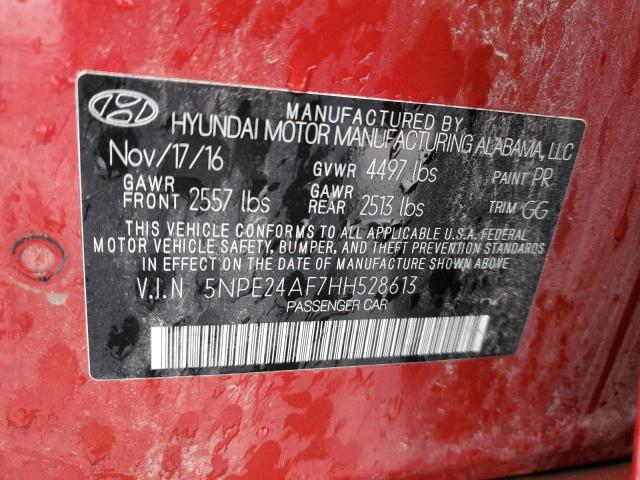 MANUFACTURED BY
HYUNDAI MOTOR MANUFACTURING ALABAMA, LLC
Nov/17/16 GVWR 4497 lbs PAINT PR
GAWR FRONT 2557 lbs GAWR REAR 2513 lbs TRIM GG
THIS VEHICLE CONFORMS TO ALL APPLICABLE U.S.A. FEDERAL
MOTOR VEHICLE SAFETY, BUMPER, AND THEFT PREVENTION STANDARDS
IN EFFECT ON THE DATE OF MANUFACTURE SHOWN ABOVE.
V.I.N 5NPE24AF7HH528613
PASSENGER CAR